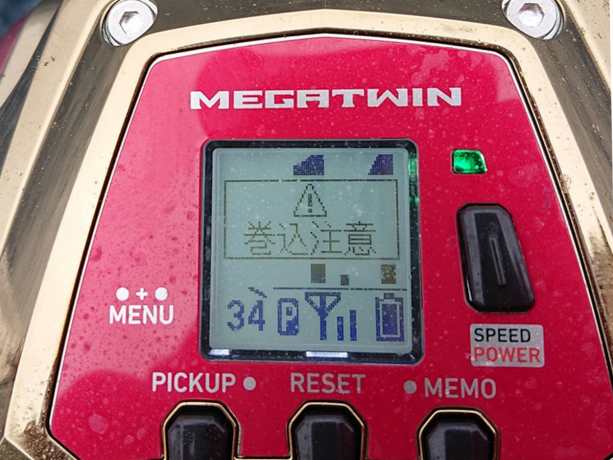 MEGATWIN
巻込注意
34 P
MENU
SPEED
POWER
PICKUP RESET MEMO